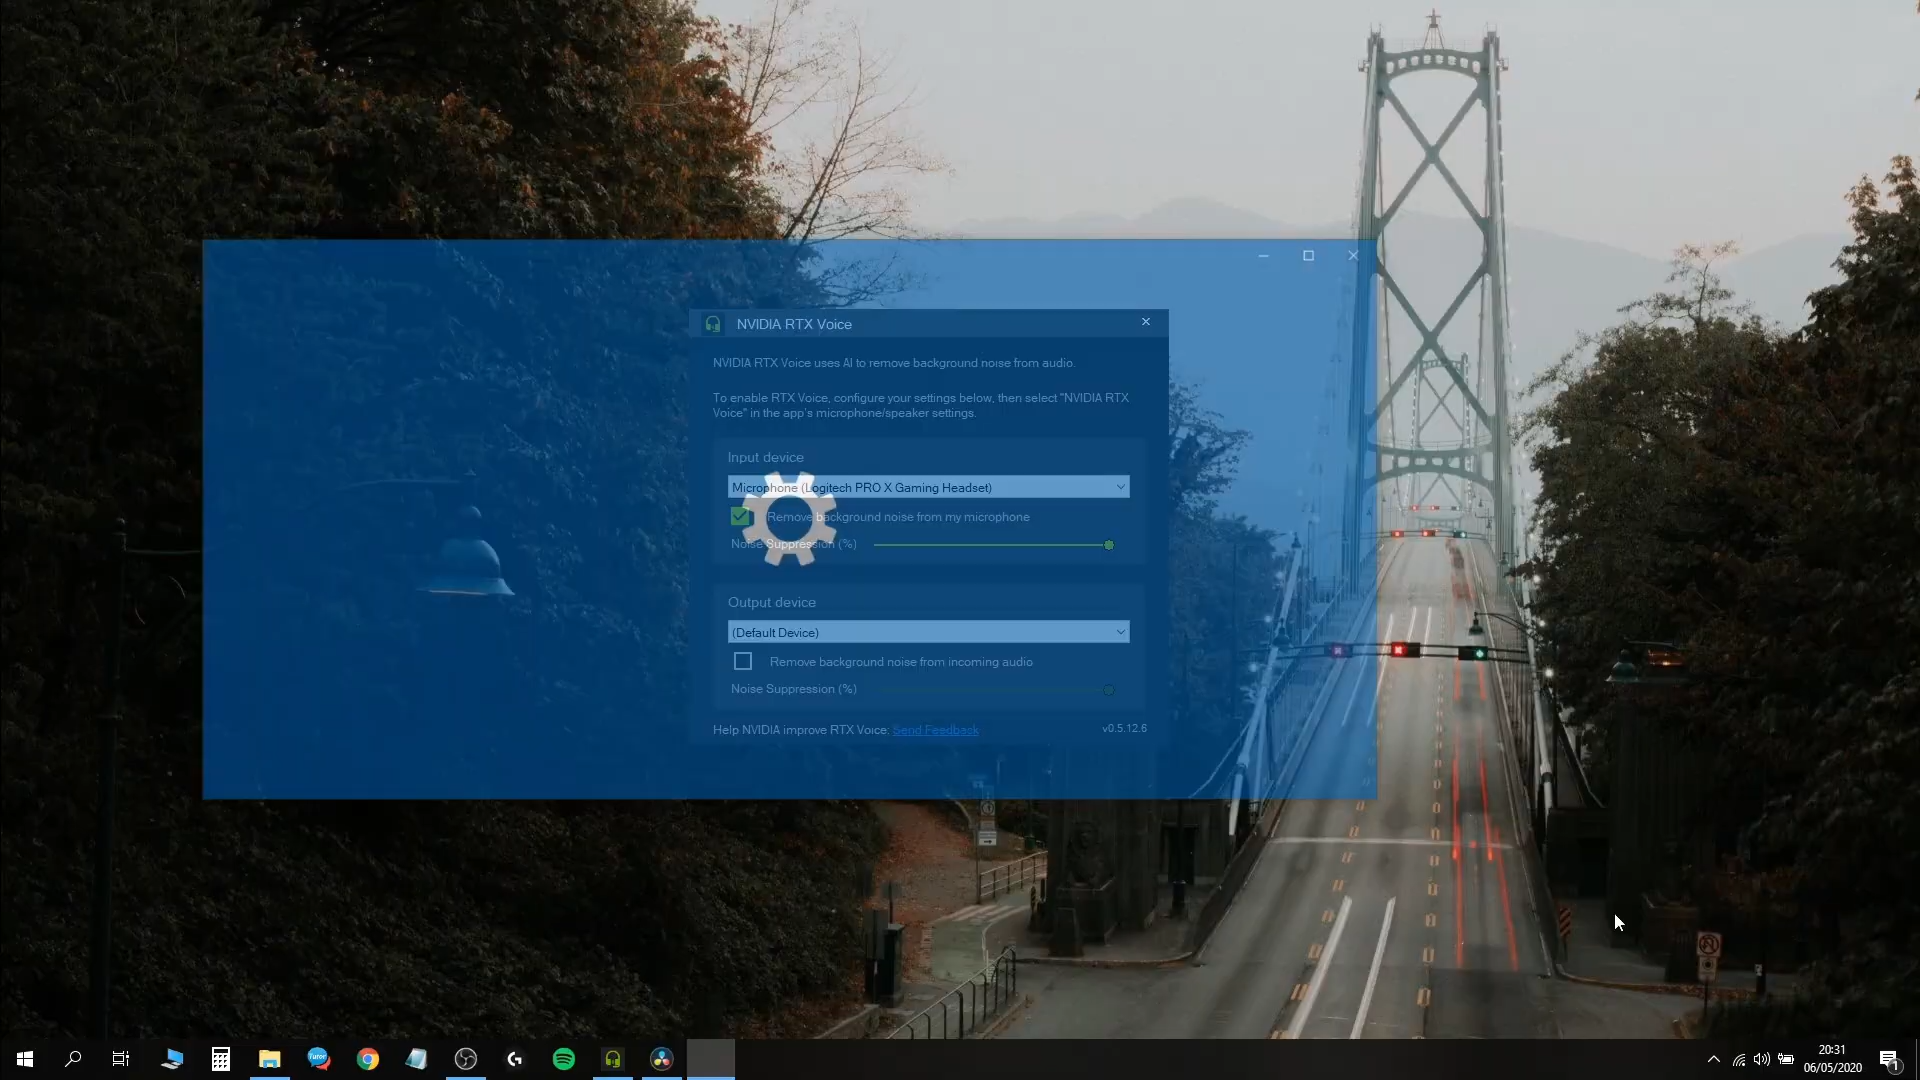 NVIDIA RTX Voice
NVIDIA RTX Voice uses AI to remove background noise from audio.
To enable RTX Voice, configure your settings below, then select "NVIDIA RTX
Voice" in the app's microphone/speaker settings.
Input device
Microphone (Logitech PRO X Gaming Headset)
Remove background noise from my microphone
Noise Suppression (%)
Output device
(Default Device)
Remove background noise from incoming audio
Noise Suppression (%)
Help NVIDIA improve RTX Voice: Send Feedback
v0.5.12.6
20:31
06/05/2020
1